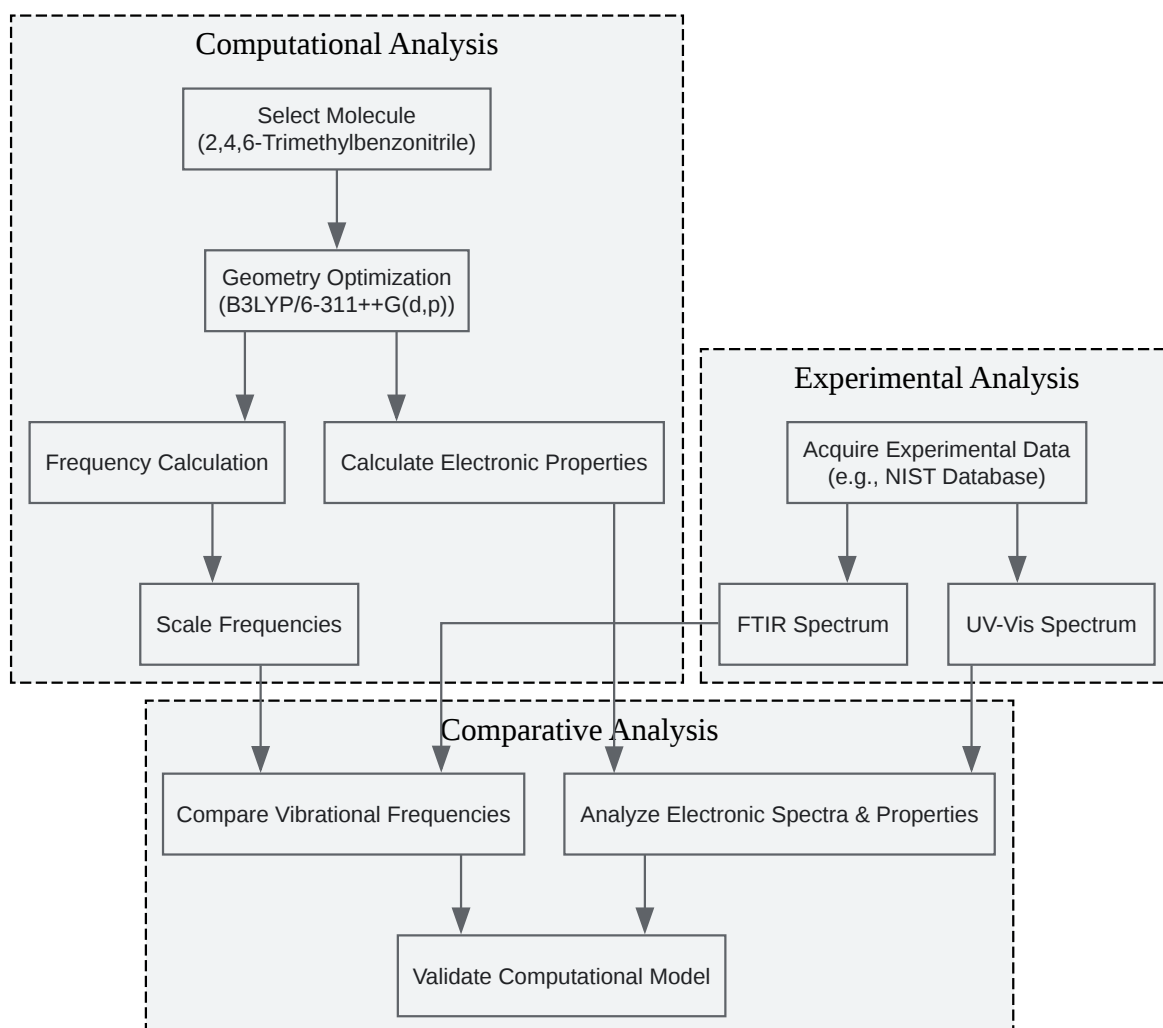 Computational Analysis
Select Molecule
(2,4,6-Trimethylbenzonitrile)
Geometry Optimization
(B3LYP/6-311++G(d,p))
Frequency Calculation
Calculate Electronic Properties
Scale Frequencies
Experimental Analysis
Acquire Experimental Data
(e.g., NIST Database)
FTIR Spectrum
UV-Vis Spectrum
Comparative Analysis
Compare Vibrational Frequencies
Analyze Electronic Spectra & Properties
Validate Computational Model